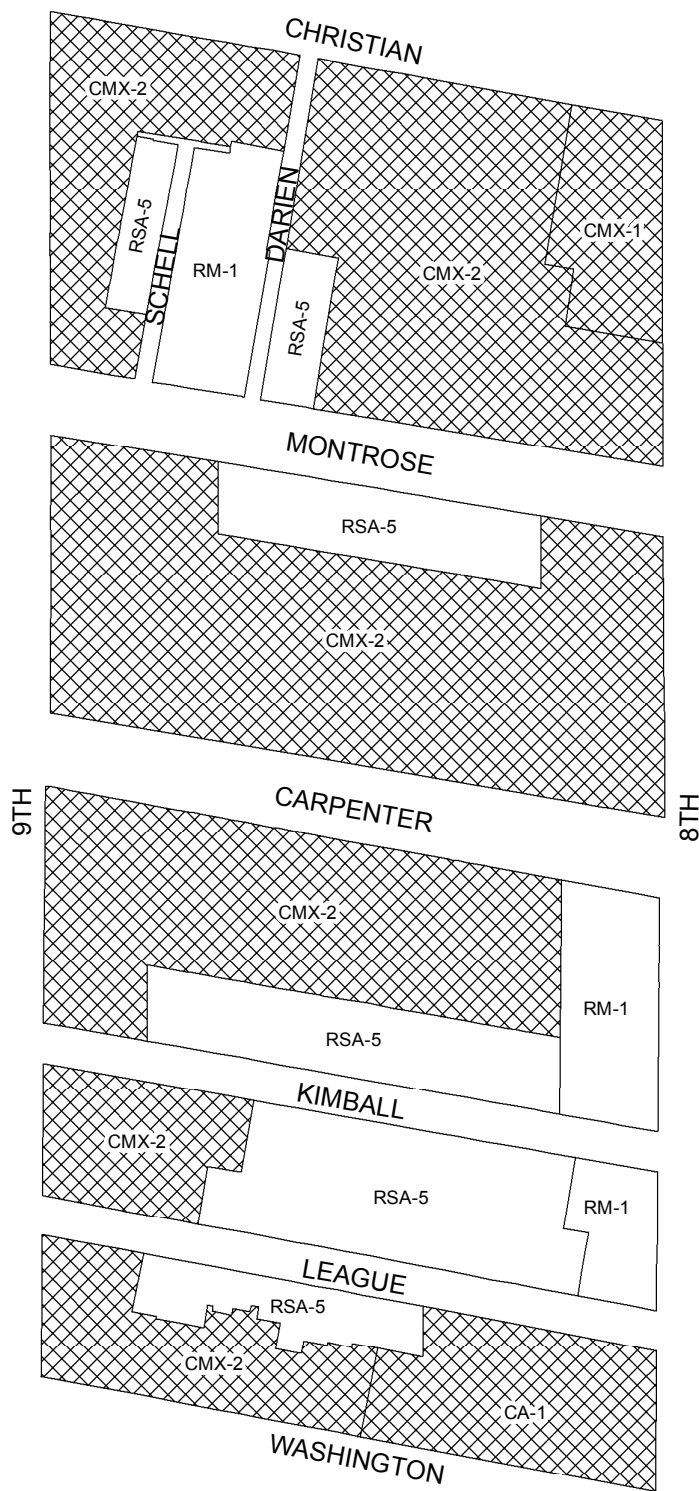 CHRISTIAN
CMX-2
RSA-5
SCHELL
RM-1
DARIEN
RSA-5
CMX-2
CMX-1
MONTROSE
RSA-5
CMX-2
9TH
CARPENTER
8TH
CMX-2
RSA-5
RM-1
KIMBALL
CMX-2
RSA-5
RM-1
LEAGUE
RSA-5
CMX-2
CA-1
WASHINGTON